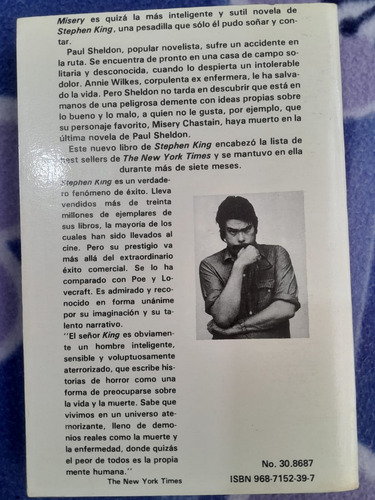 Misery es quizá la más inteligente y sutil novela de
Stephen King, una pesadilla que sólo él pudo soñar y con-
tar.
Paul Sheldon, popular novelista, sufre un accidente en
la ruta. Se encuentra de pronto en una casa de campo so-
litaria y desconocida, cuando lo despierta un intolerable
dolor. Annie Wilkes, corpulenta ex enfermera, le ha salva-
do la vida. Pero Sheldon no tarda en descubrir que está en
manos de una peligrosa demente con ideas propias sobre
lo bueno y lo malo, a quien no le gusta, por ejemplo, que
su personaje favorito, Misery Chastain, haya muerto en la
última novela de Paul Sheldon.
Este nuevo libro de Stephen King encabezó la lista de
best sellers de The New York Times y se mantuvo en ella
durante más de siete meses.
Stephen King es un verdade-
ro fenómeno de éxito. Lleva
vendidos más de treinta
millones de ejemplares de
sus libros, la mayoría de los
cuales han sido llevados al
cine. Pero su prestigio va
más allá del extraordinario
éxito comercial. Se lo ha
comparado con Poe y Lo-
vecraft. Es admirado y reco-
nocido en forma unánime
por su imaginación y su ta-
lento narrativo.
"El señor King es obviamen-
te un hombre inteligente,
sensible y voluptuosamente
aterrorizado, que escribe his-
torias de horror como una
forma de preocuparse sobre
la vida y la muerte. Sabe que
vivimos en un universo ate-
morizante, lleno de demo-
nios reales como la muerte y
la enfermedad, donde quizás
el peor de todos es la propia
mente humana."
The New York Times
No. 30.8687
ISBN 968-7152-39-7